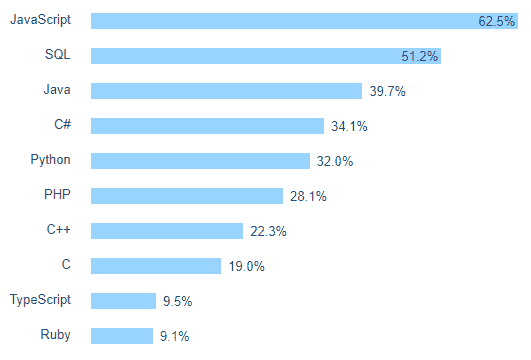 JavaScript 62.5%
SQL 51.2%
Java 39.7%
C# 34.1%
Python 32.0%
PHP 28.1%
C++ 22.3%
C 19.0%
TypeScript 9.5%
Ruby 9.1%